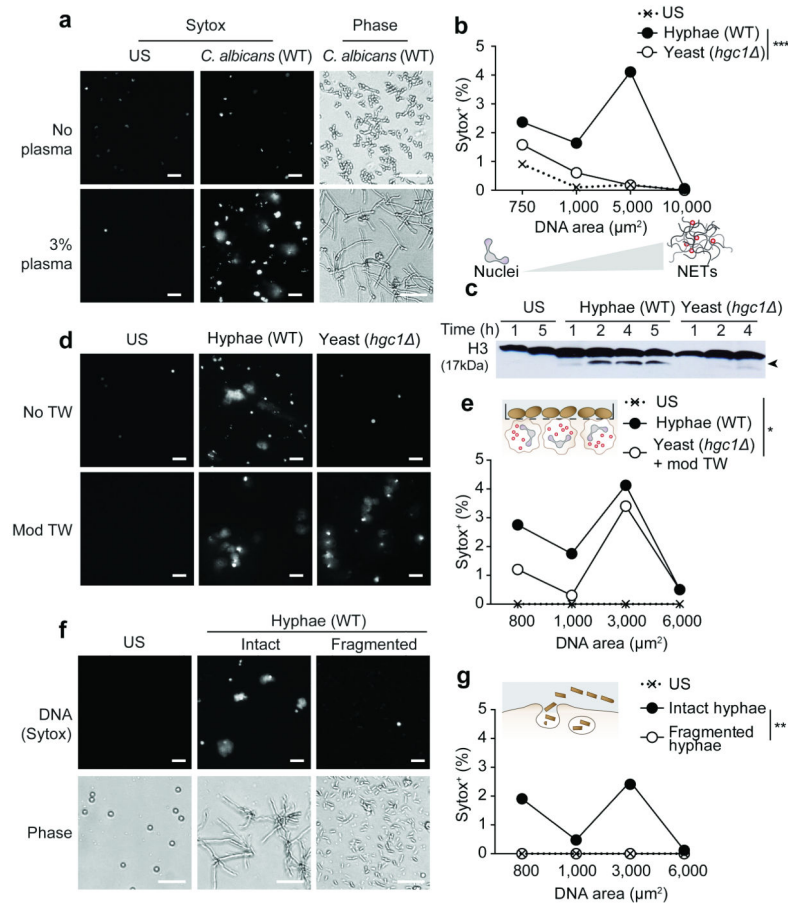 a
Sytox Phase
US C. albicans (WT) C. albicans (WT)
No
plasma
3%
plasma
b
US
Hyphae (WT)
Yeast (hgc1Δ)
***
Sytox+ (%)
5
4
3
2
1
0
750 1,000 5,000 10,000
DNA area (µm²)
Nuclei NETs
c
US Hyphae (WT) Yeast (hgc1Δ)
Time (h) 1 5 1 2 4 5 1 2 4
H3
(17kDa)
d
US Hyphae (WT) Yeast (hgc1Δ)
No TW
Mod TW
e
US
Hyphae (WT)
Yeast (hgc1Δ)
+ mod TW
*
Sytox+ (%)
5
4
3
2
1
0
800 1,000 3,000 6,000
DNA area (µm²)
f
Hyphae (WT)
US Intact Fragmented
DNA
(Sytox)
Phase
g
US
Intact hyphae
Fragmented
hyphae
**
Sytox+ (%)
5
4
3
2
1
0
800 1,000 3,000 6,000
DNA area (µm²)